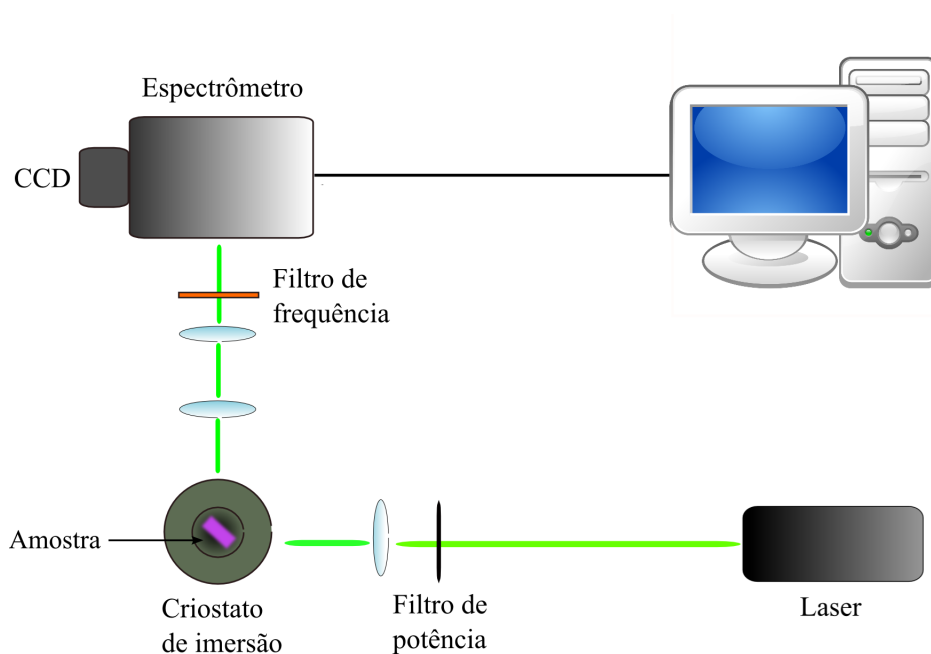 Espectrômetro
CCD
Filtro de
frequência
Amostra
Criostato
de imersão
Filtro de
potência
Laser